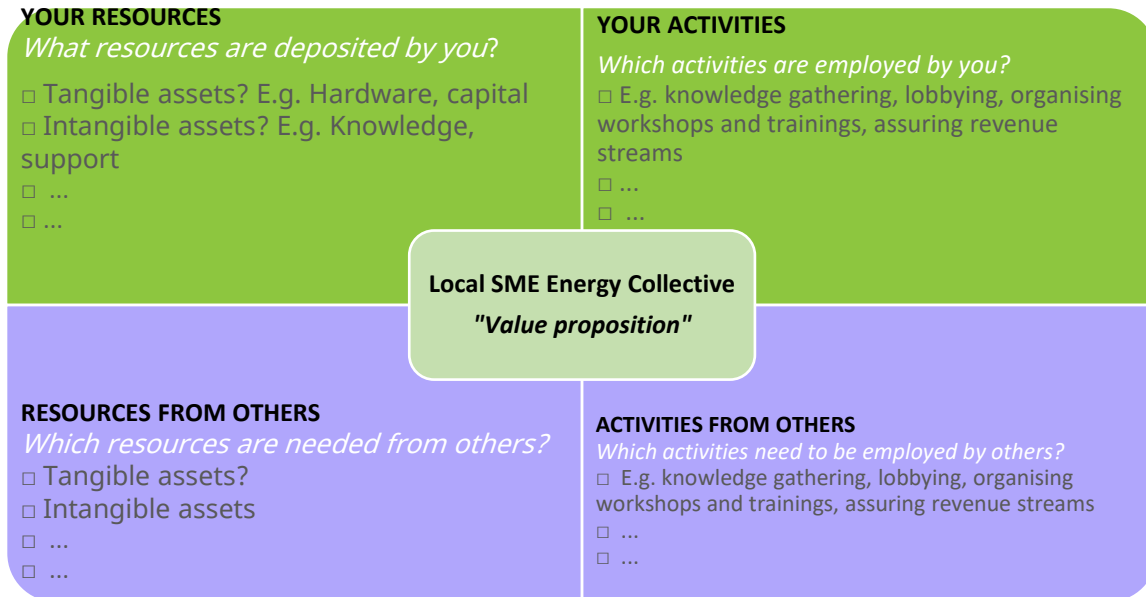 YOUR RESOURCES
What resources are deposited by you?
□ Tangible assets? E.g. Hardware, capital
□ Intangible assets? E.g. Knowledge,
support
□ ...
□ ...
YOUR ACTIVITIES
Which activities are employed by you?
□ E.g. knowledge gathering, lobbying, organising
workshops and trainings, assuring revenue
streams
□ ...
□ ...
Local SME Energy Collective
"Value proposition"
RESOURCES FROM OTHERS
Which resources are needed from others?
□ Tangible assets?
□ Intangible assets
□ ...
□ ...
ACTIVITIES FROM OTHERS
Which activities need to be employed by others?
□ E.g. knowledge gathering, lobbying, organising
workshops and trainings, assuring revenue streams
□ ...
□ ...